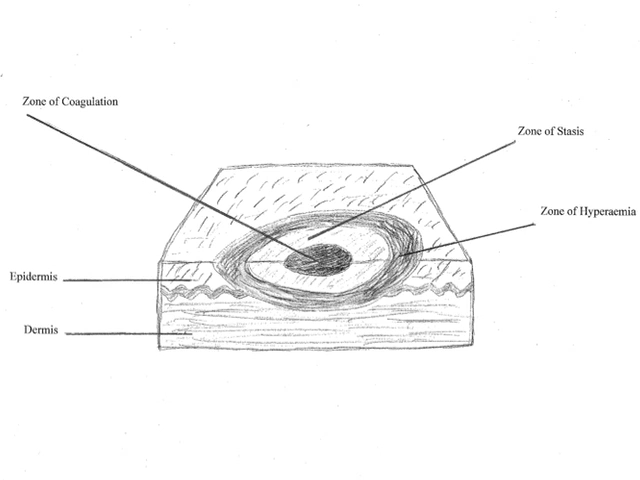 Zone of Coagulation
Zone of Stasis
Zone of Hyperaemia
Epidermis
Dermis